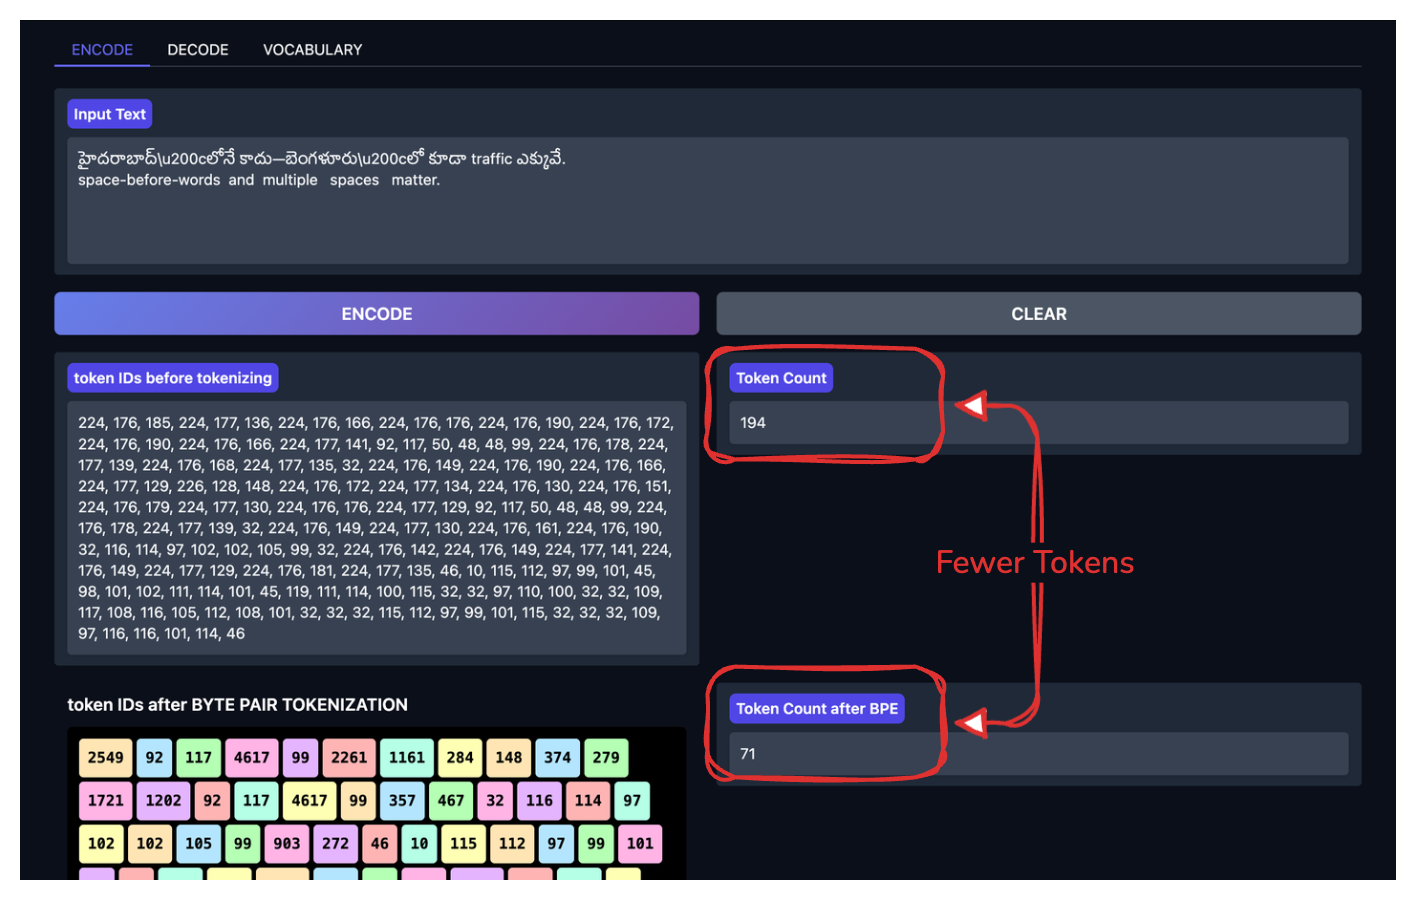 ENCODE DECODE VOCABULARY
Input Text
హైదరాబాద్\u200cలోనే కాదు—బెంగళూరు\u200cలో కూడా traffic ఎక్కువే.
space-before-words  and  multiple   spaces   matter.
ENCODE CLEAR
token IDs before tokenizing
224, 176, 185, 224, 177, 136, 224, 176, 166, 224, 176, 176, 224, 176, 190, 224, 176, 172,
224, 176, 190, 224, 176, 166, 224, 177, 141, 92, 117, 50, 48, 48, 99, 224, 176, 178, 224,
177, 139, 224, 176, 168, 224, 177, 135, 32, 224, 176, 149, 224, 176, 190, 224, 176, 166,
224, 177, 129, 226, 128, 148, 224, 176, 172, 224, 177, 134, 224, 176, 130, 224, 176, 151,
224, 176, 179, 224, 177, 130, 224, 176, 176, 224, 177, 129, 92, 117, 50, 48, 48, 99, 224,
176, 178, 224, 177, 139, 32, 224, 176, 149, 224, 177, 130, 224, 176, 161, 224, 176, 190,
32, 116, 114, 97, 102, 102, 105, 99, 32, 224, 176, 142, 224, 176, 149, 224, 177, 141, 224,
176, 149, 224, 177, 129, 224, 176, 181, 224, 177, 135, 46, 10, 115, 112, 97, 99, 101, 45,
98, 101, 102, 111, 114, 101, 45, 119, 111, 114, 100, 115, 32, 32, 97, 110, 100, 32, 32, 109,
117, 108, 116, 105, 112, 108, 101, 32, 32, 32, 115, 112, 97, 99, 101, 115, 32, 32, 32, 109,
97, 116, 116, 101, 114, 46
Token Count
194
Fewer Tokens
token IDs after BYTE PAIR TOKENIZATION
2549 92 117 4617 99 2261 1161 284 148 374 279
1721 1202 92 117 4617 99 357 467 32 116 114 97
102 102 105 99 903 272 46 10 115 112 97 99 101
Token Count after BPE
71